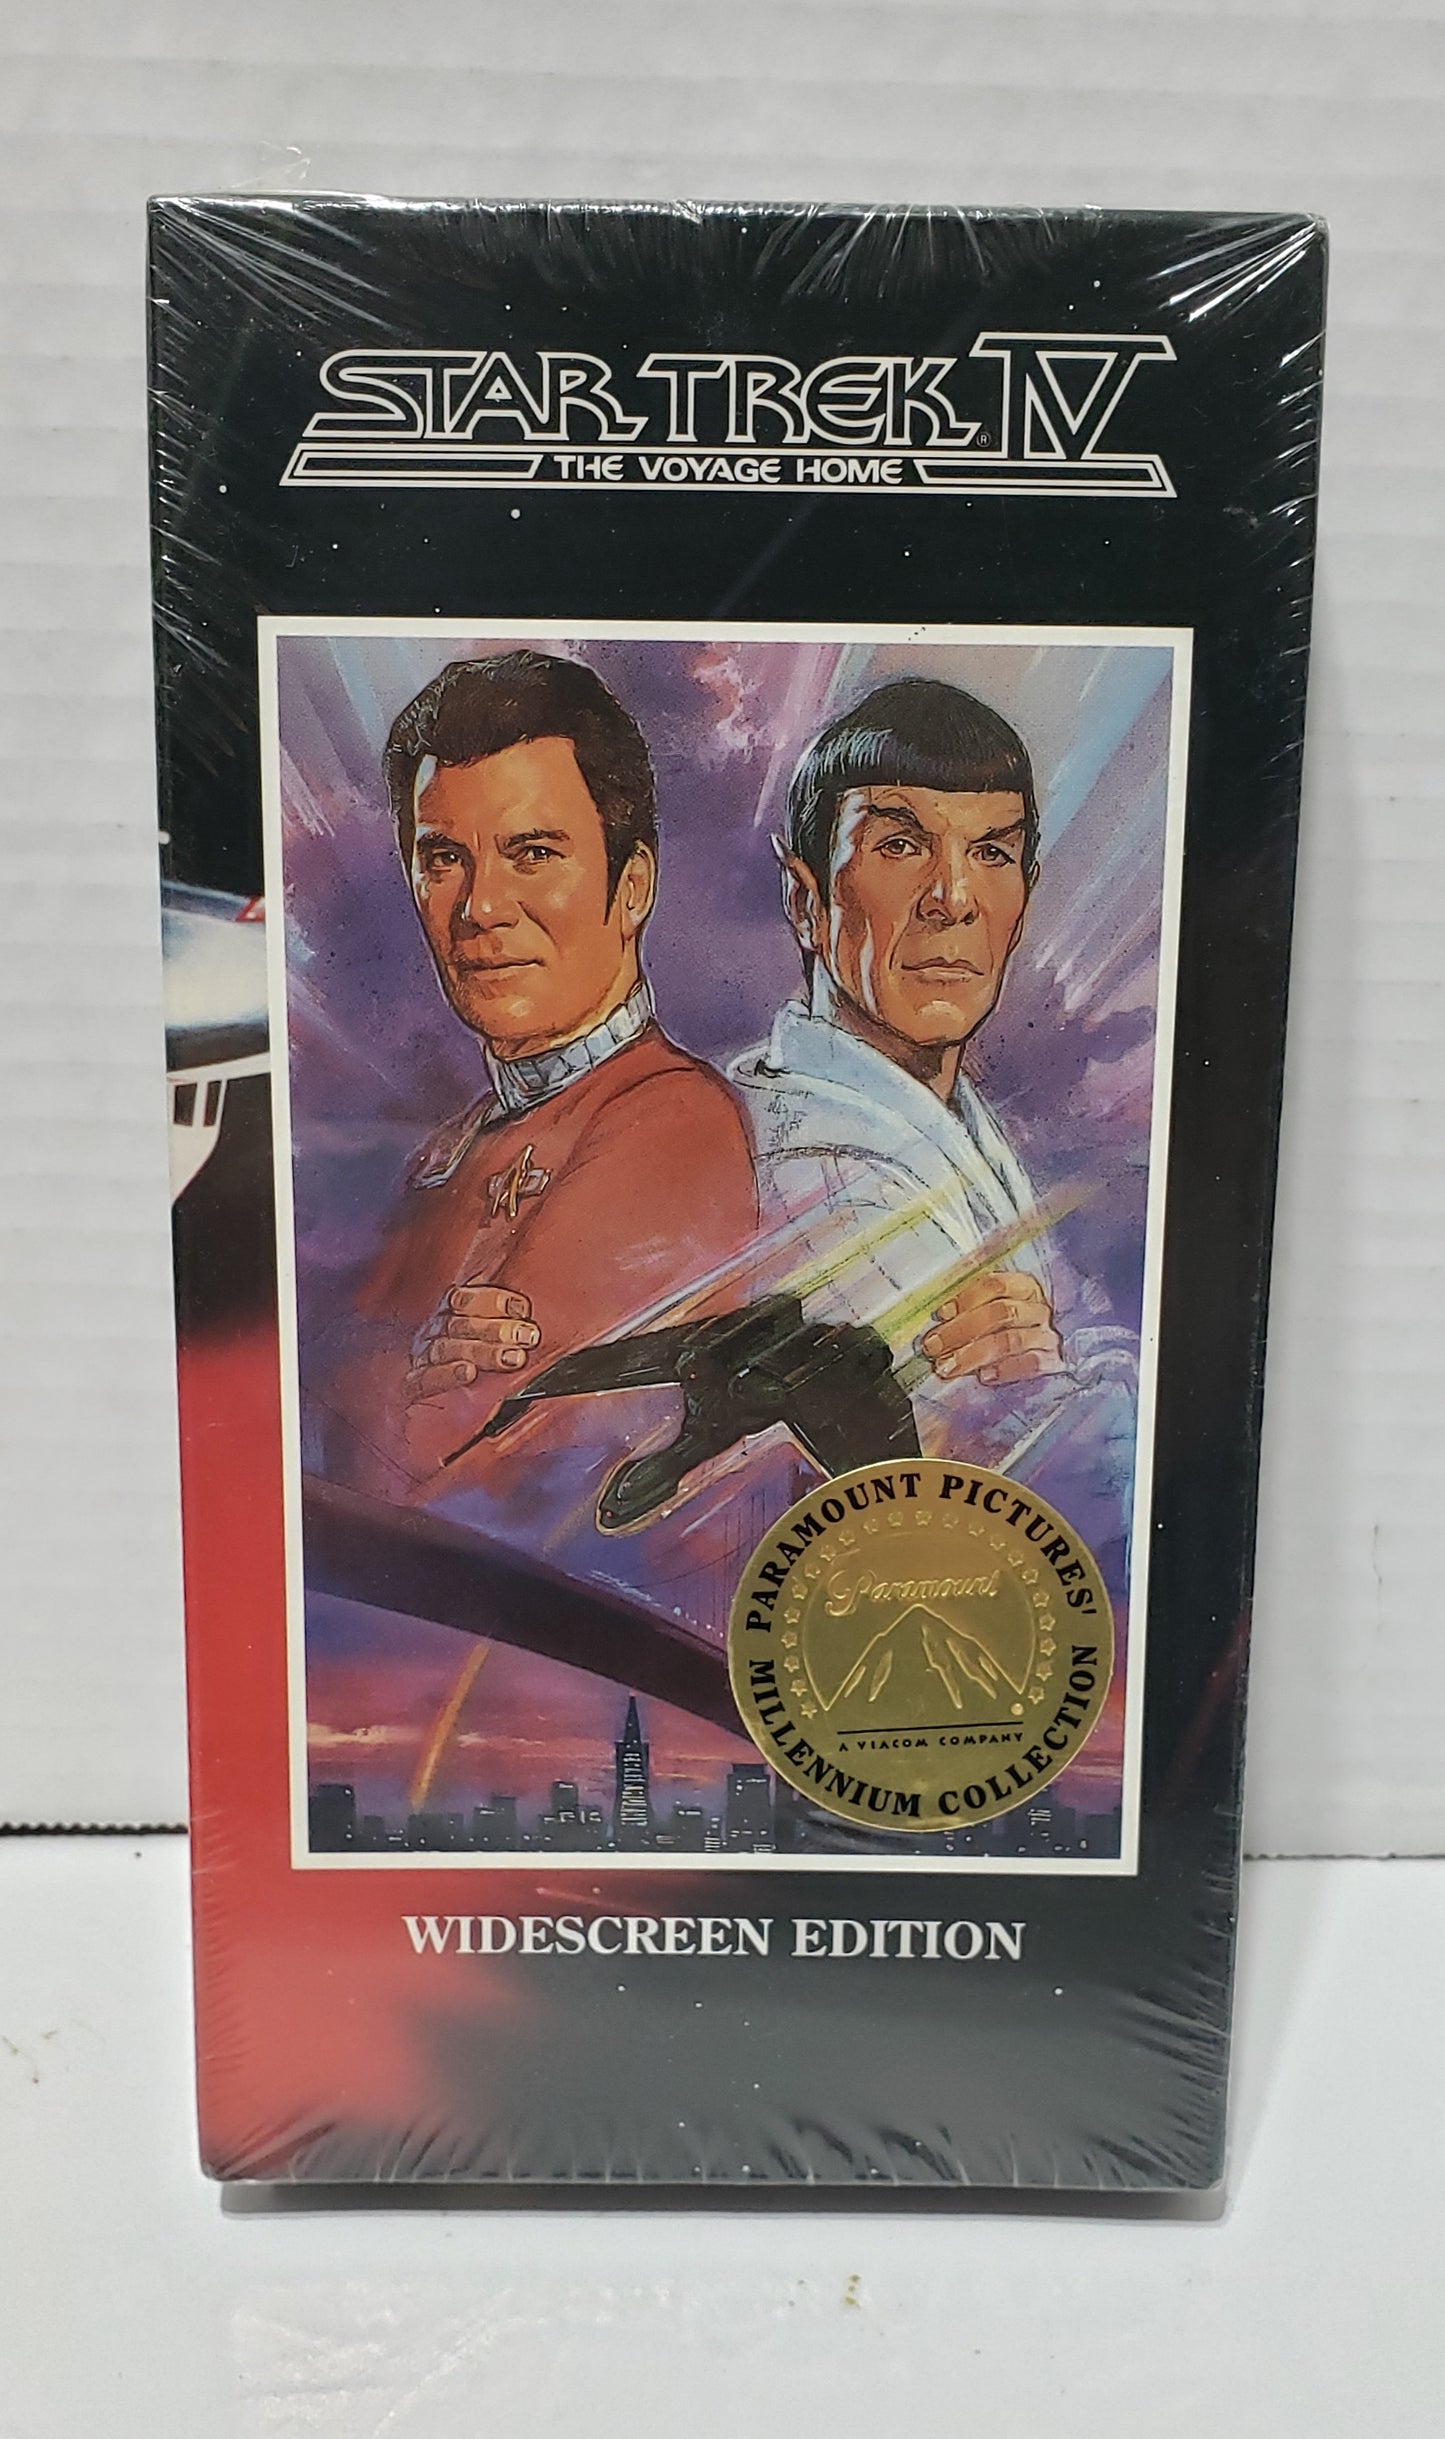 STAR TREK® IV
THE VOYAGE HOME
PARAMOUNT PICTURES'
Paramount
A VIACOM COMPANY
MILLENNIUM COLLECTION
WIDESCREEN EDITION